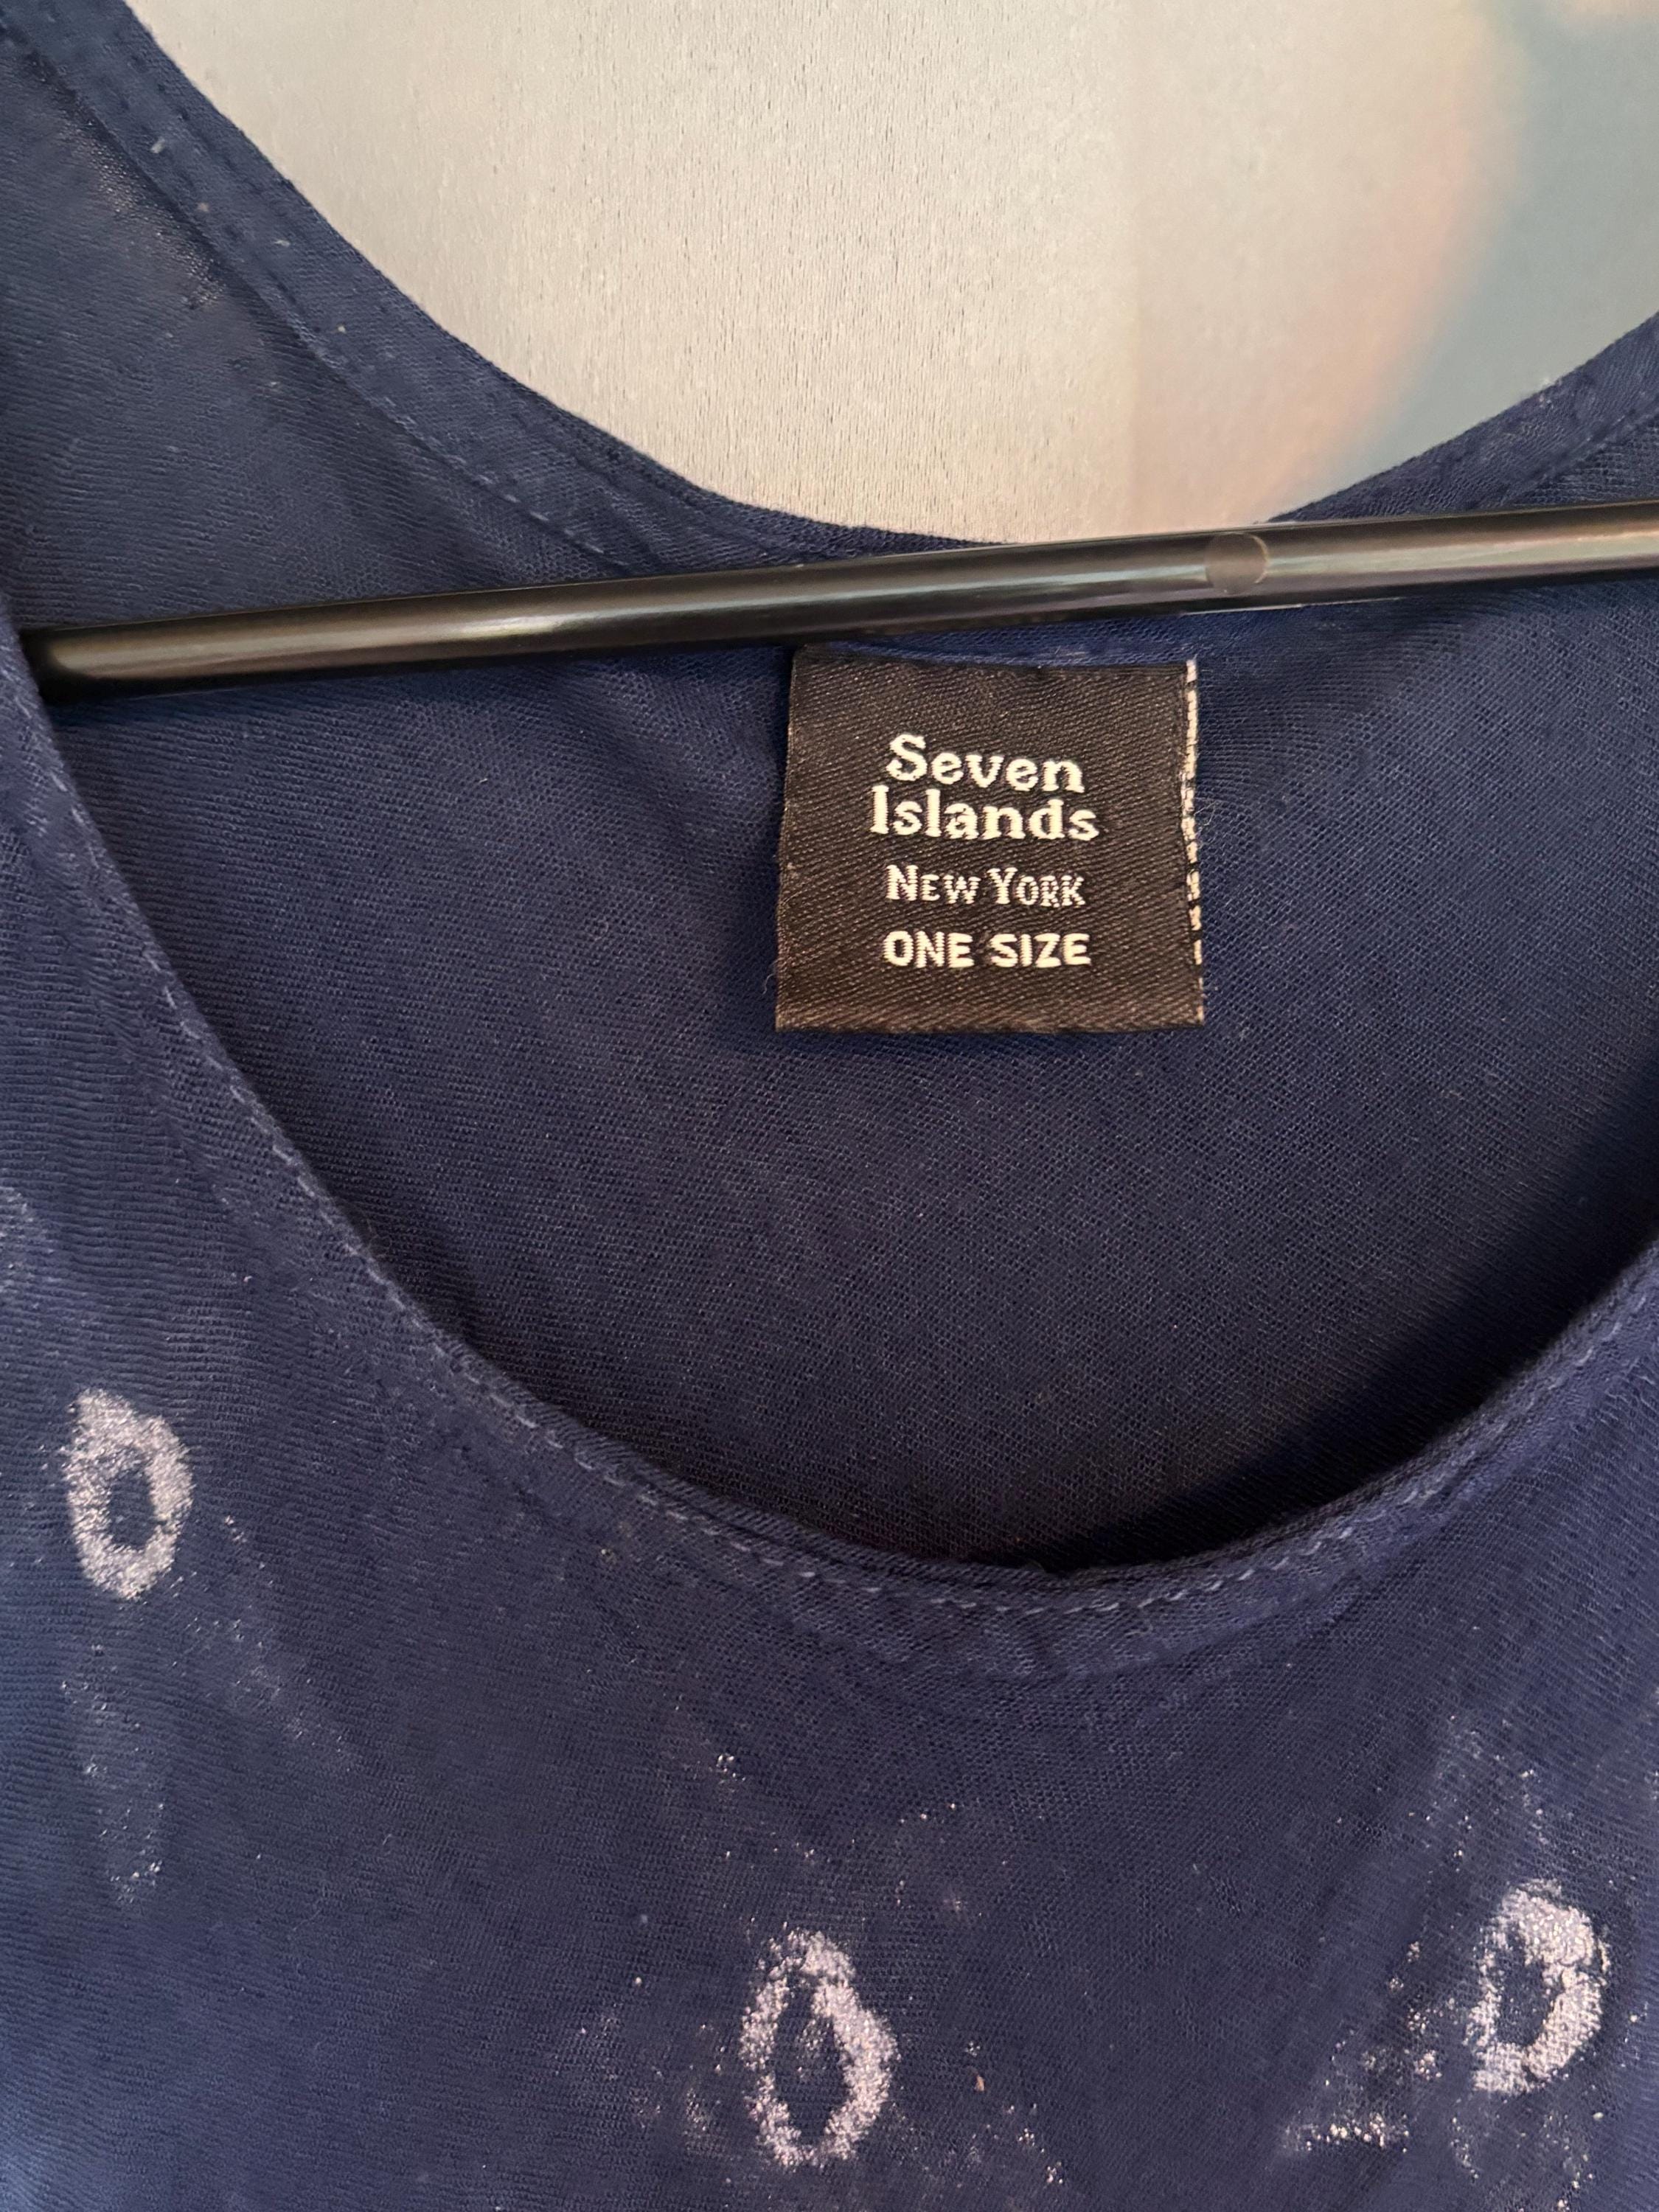 Seven
Islands
NEW YORK
ONE SIZE